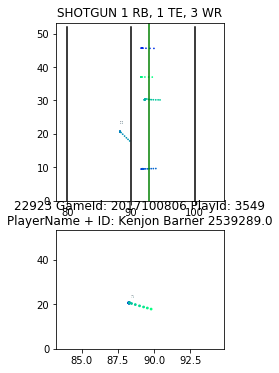 SHOTGUN 1 RB, 1 TE, 3 WR
50
40
30
20
10
0
80 90 100
22923 GameId: 2017100806 PlayId: 3549
PlayerName + ID: Kenjon Barner 2539289.0
40
20
0
85.0 87.5 90.0 92.5